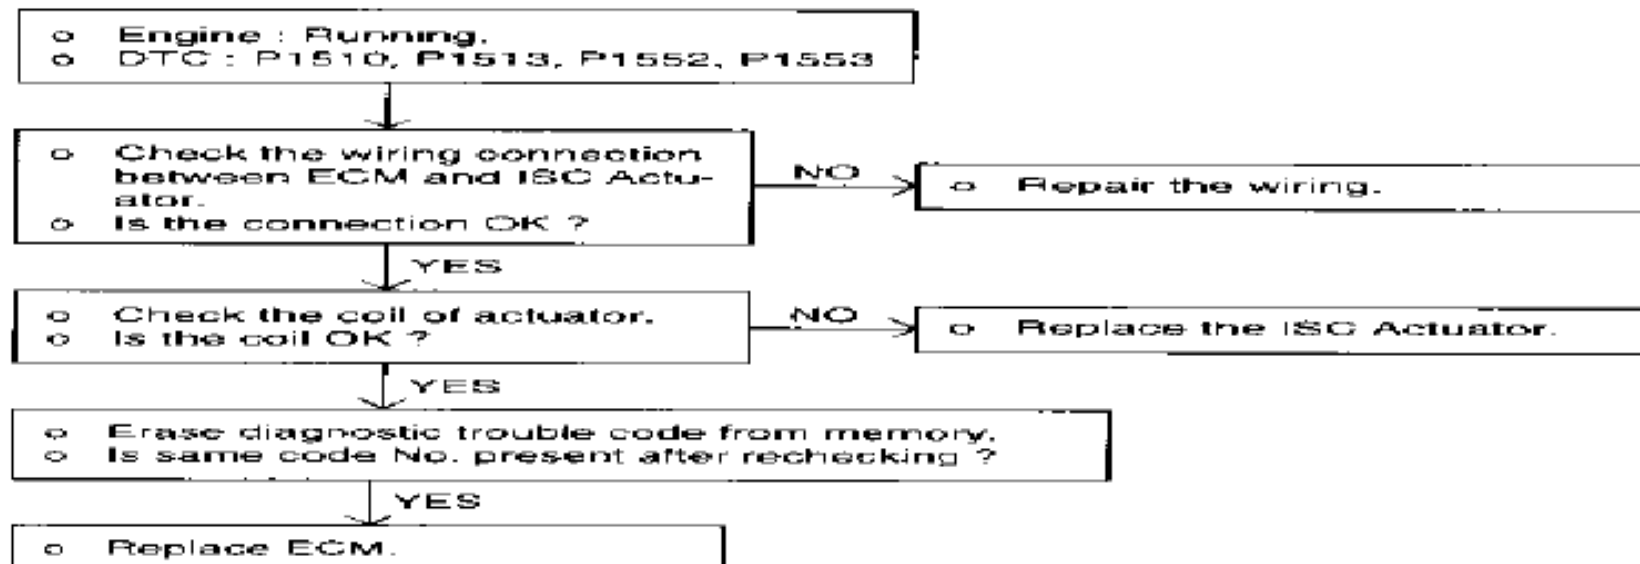 o Engine : Running.
o DTC : P1510, P1513, P1552, P1553
o Check the wiring connection
between ECM and ISC Actu-
ator.
o Is the connection OK ?
NO
o Repair the wiring.
YES
o Check the coil of actuator.
o Is the coil OK ?
NO
o Replace the ISC Actuator.
YES
o Erase diagnostic trouble code from memory.
o Is same code No. present after rechecking ?
YES
o Replace ECM.